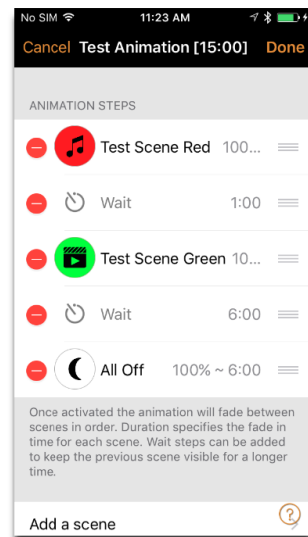 No SIM 11:23 AM
Cancel Test Animation [15:00] Done
ANIMATION STEPS
Test Scene Red 100...
Wait 1:00
Test Scene Green 10...
Wait 6:00
All Off 100% ~ 6:00
Once activated the animation will fade between
scenes in order. Duration specifies the fade in
time for each scene. Wait steps can be added
to keep the previous scene visible for a longer
time.
Add a scene
?